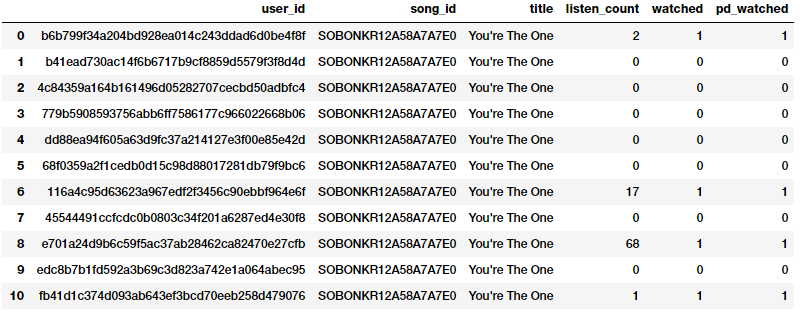 user_id song_id title listen_count watched pd_watched
0 b6b799f34a204bd928ea014c243ddad6d0be4f8f SOBONKR12A58A7A7E0 You're The One 2 1 1
1 b41ead730ac14f6b6717b9cf8859d5579f3f8d4d SOBONKR12A58A7A7E0 You're The One 0 0 0
2 4c84359a164b161496d05282707cecbd50adbfc4 SOBONKR12A58A7A7E0 You're The One 0 0 0
3 779b5908593756abb6ff7586177c966022668b06 SOBONKR12A58A7A7E0 You're The One 0 0 0
4 dd88ea94f605a63d9fc37a214127e3f00e85e42d SOBONKR12A58A7A7E0 You're The One 0 0 0
5 68f0359a2f1cedb0d15c98d88017281db79f9bc6 SOBONKR12A58A7A7E0 You're The One 0 0 0
6 116a4c95d63623a967edf2f3456c90ebbf964e6f SOBONKR12A58A7A7E0 You're The One 17 1 1
7 45544491ccfcdc0b0803c34f201a6287ed4e30f8 SOBONKR12A58A7A7E0 You're The One 0 0 0
8 e701a24d9b6c59f5ac37ab28462ca82470e27cfb SOBONKR12A58A7A7E0 You're The One 68 1 1
9 edc8b7b1fd592a3b69c3d823a742e1a064abec95 SOBONKR12A58A7A7E0 You're The One 0 0 0
10 fb41d1c374d093ab643ef3bcd70eeb258d479076 SOBONKR12A58A7A7E0 You're The One 1 1 1